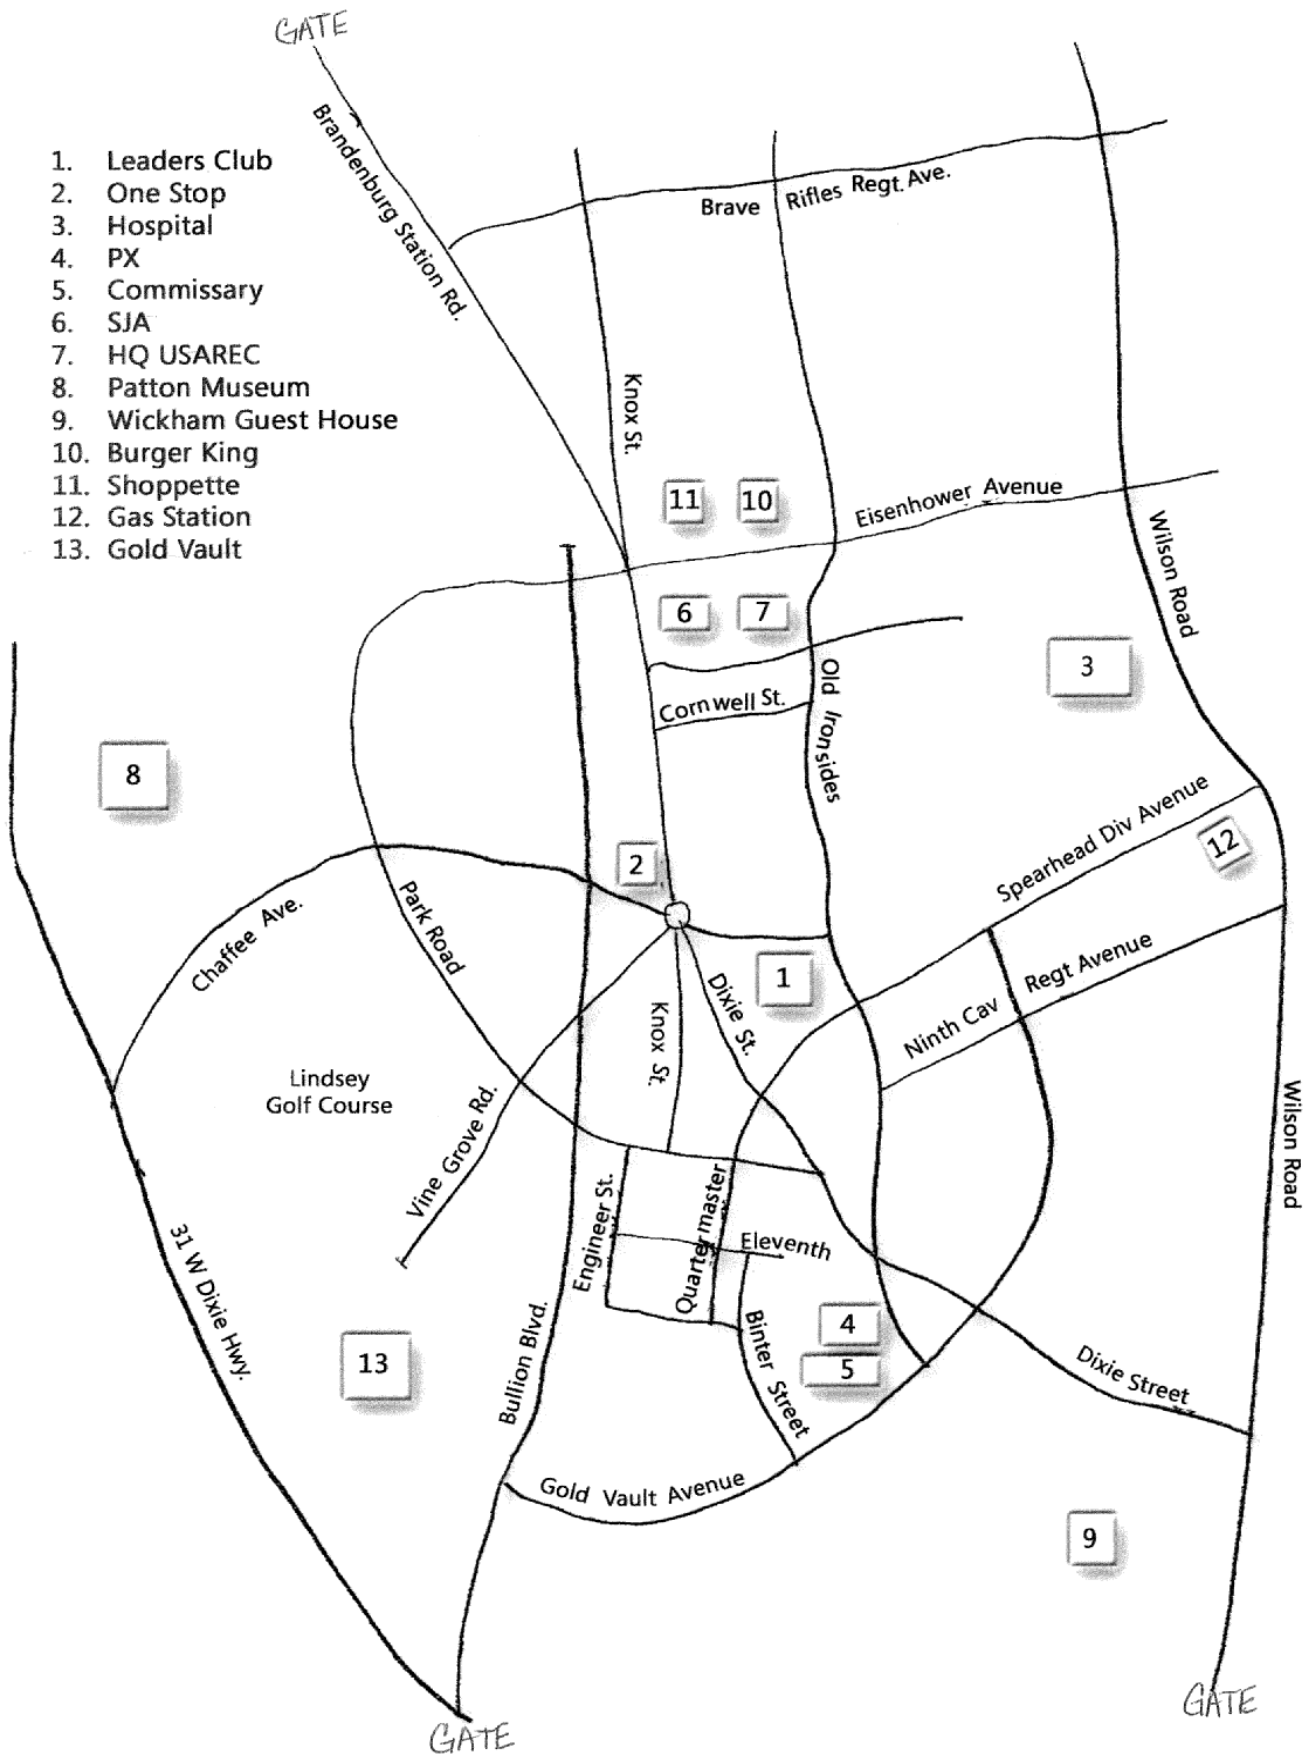 GATE
1. Leaders Club
2. One Stop
3. Hospital
4. PX
5. Commissary
6. SJA
7. HQ USAREC
8. Patton Museum
9. Wickham Guest House
10. Burger King
11. Shoppette
12. Gas Station
13. Gold Vault
Brandenburg Station Rd.
Brave Rifles Regt. Ave.
Knox St.
11
10
Eisenhower Avenue
Wilson Road
6
7
3
Cornwell St.
Old Ironsides
8
2
Spearhead Div Avenue
12
Chaffee Ave.
Park Road
1
Dixie St.
Knox St.
Ninth Cav Regt Avenue
Lindsey
Golf Course
Vine Grove Rd.
Wilson Road
Engineer St.
Quartermaster
Eleventh
31 W Dixie Hwy.
13
Bullion Blvd.
Binter Street
4
5
Dixie Street
Gold Vault Avenue
9
GATE
GATE